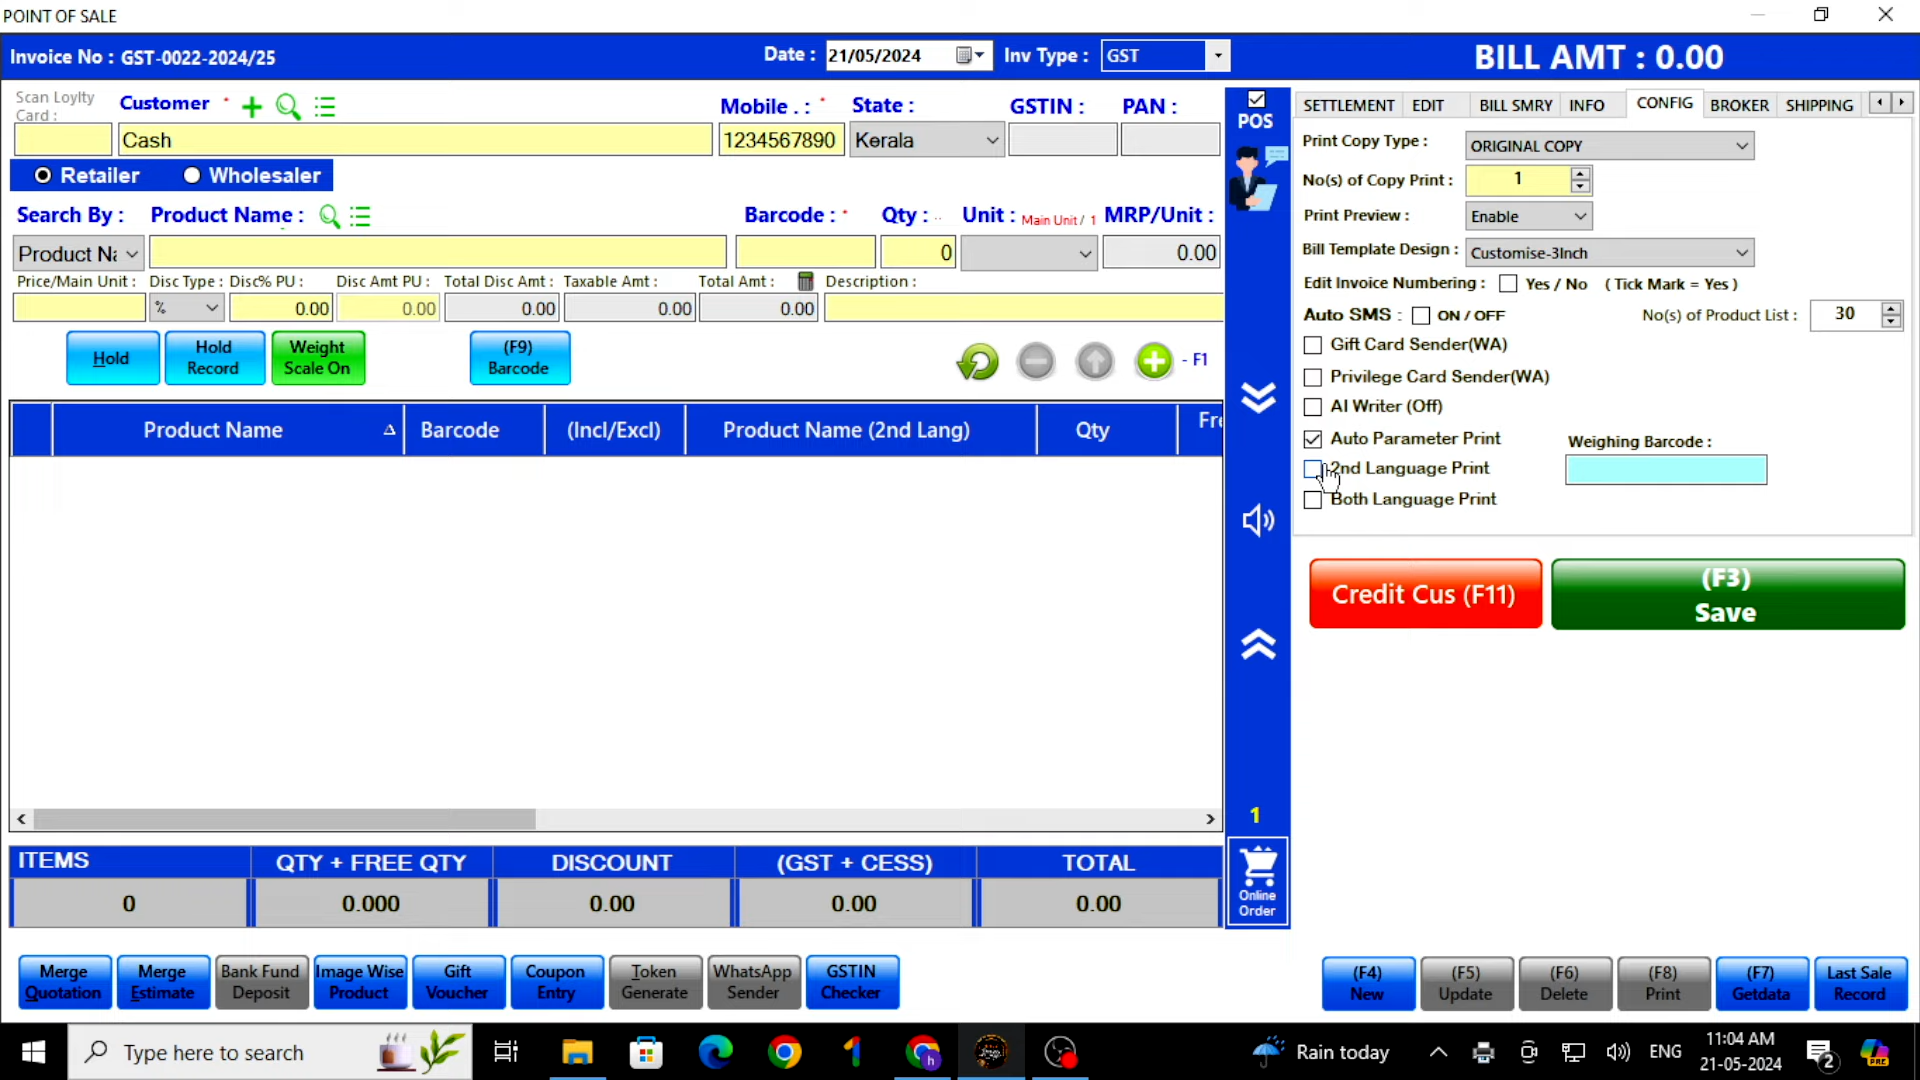 POINT OF SALE
Invoice No : GST-0022-2024/25
Date : 21/05/2024 Inv Type : GST
BILL AMT : 0.00
Scan Loylty
Card :
Customer *
Mobile . : * State : GSTIN : PAN :
Cash 1234567890 Kerala
Retailer Wholesaler
Search By : Product Name : Barcode : * Qty : Unit : Main Unit / 1 MRP/Unit :
Product Na 0 0.00
Price/Main Unit : Disc Type : Disc% PU : Disc Amt PU : Total Disc Amt : Taxable Amt : Total Amt : Description :
% 0.00 0.00 0.00 0.00 0.00
Hold
Hold
Record
Weight
Scale On
(F9)
Barcode
- F1
Product Name Barcode (Incl/Excl) Product Name (2nd Lang) Qty Fre
ITEMS QTY + FREE QTY DISCOUNT (GST + CESS) TOTAL
0 0.000 0.00 0.00 0.00
POS
1
Online
Order
SETTLEMENT EDIT BILL SMRY INFO CONFIG BROKER SHIPPING
Print Copy Type : ORIGINAL COPY
No(s) of Copy Print : 1
Print Preview : Enable
Bill Template Design : Customise-3Inch
Edit Invoice Numbering : Yes / No ( Tick Mark = Yes )
Auto SMS : ON / OFF No(s) of Product List : 30
Gift Card Sender(WA)
Privilege Card Sender(WA)
AI Writer (Off)
Auto Parameter Print Weighing Barcode :
2nd Language Print
Both Language Print
Credit Cus (F11)
(F3)
Save
Merge
Quotation
Merge
Estimate
Bank Fund
Deposit
Image Wise
Product
Gift
Voucher
Coupon
Entry
Token
Generate
WhatsApp
Sender
GSTIN
Checker
(F4)
New
(F5)
Update
(F6)
Delete
(F8)
Print
(F7)
Getdata
Last Sale
Record
Type here to search
Rain today
ENG
11:04 AM
21-05-2024
2